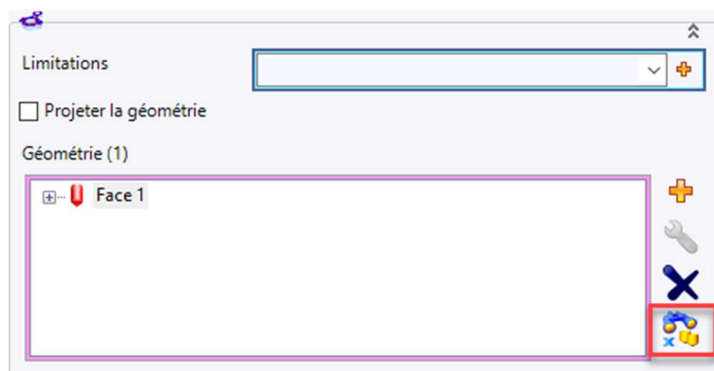 Limitations
Projeter la géométrie
Géométrie (1)
Face 1